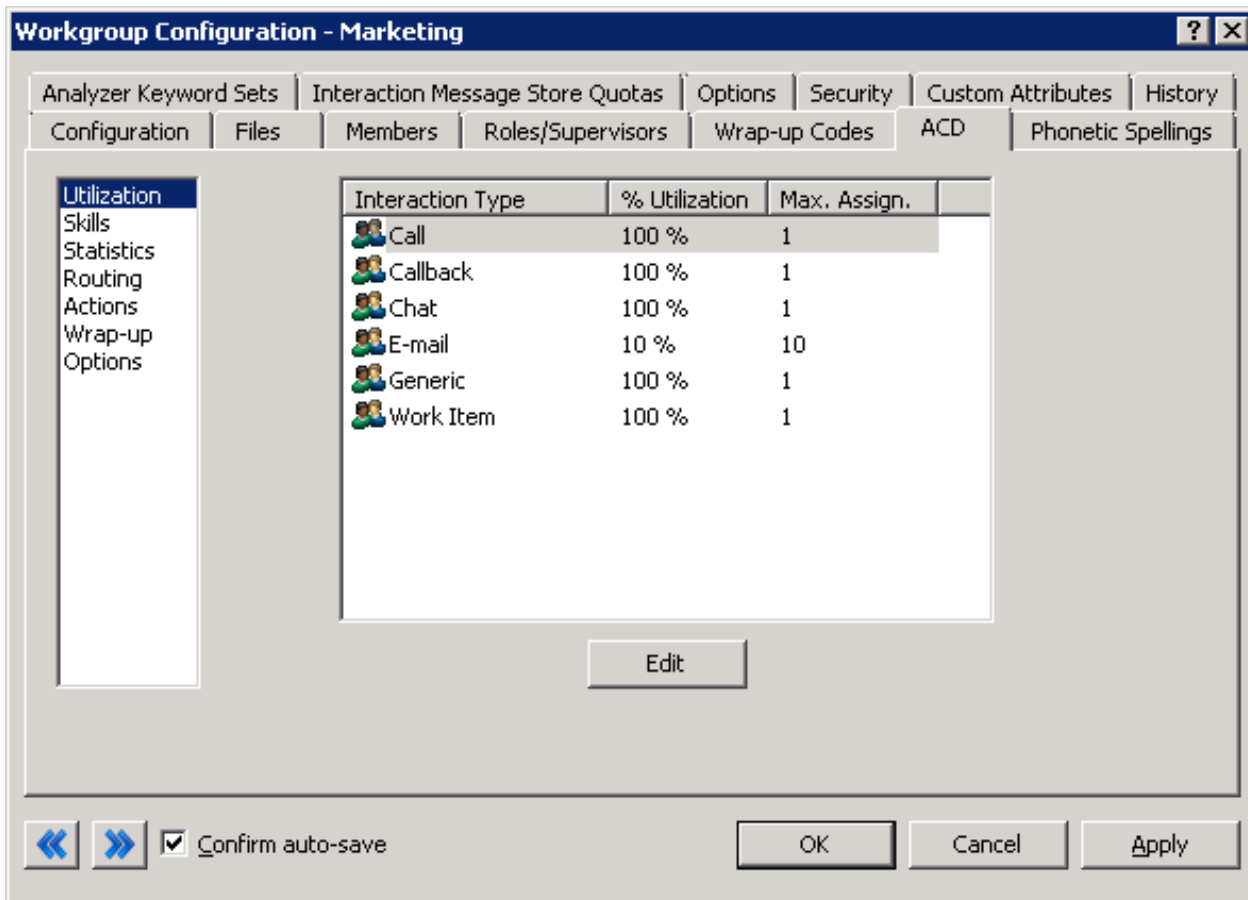 Workgroup Configuration - Marketing
Analyzer Keyword Sets Interaction Message Store Quotas Options Security Custom Attributes History
Configuration Files Members Roles/Supervisors Wrap-up Codes ACD Phonetic Spellings
Utilization
Skills
Statistics
Routing
Actions
Wrap-up
Options
Interaction Type % Utilization Max. Assign.
Call 100 % 1
Callback 100 % 1
Chat 100 % 1
E-mail 10 % 10
Generic 100 % 1
Work Item 100 % 1
Edit
Confirm auto-save OK Cancel Apply